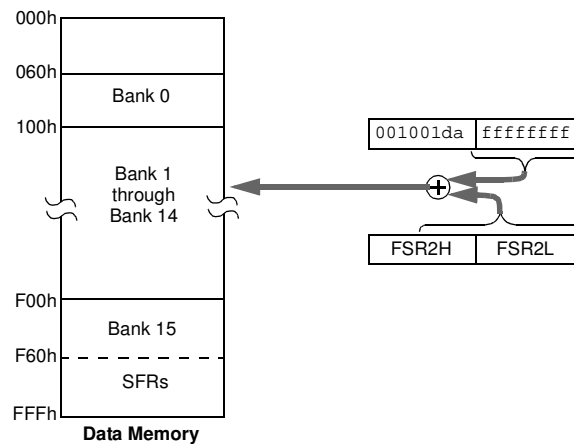 000h
060h
Bank 0
100h
001001da ffffffff
Bank 1
through
Bank 14
FSR2H FSR2L
F00h
Bank 15
F60h
SFRs
FFFh
Data Memory